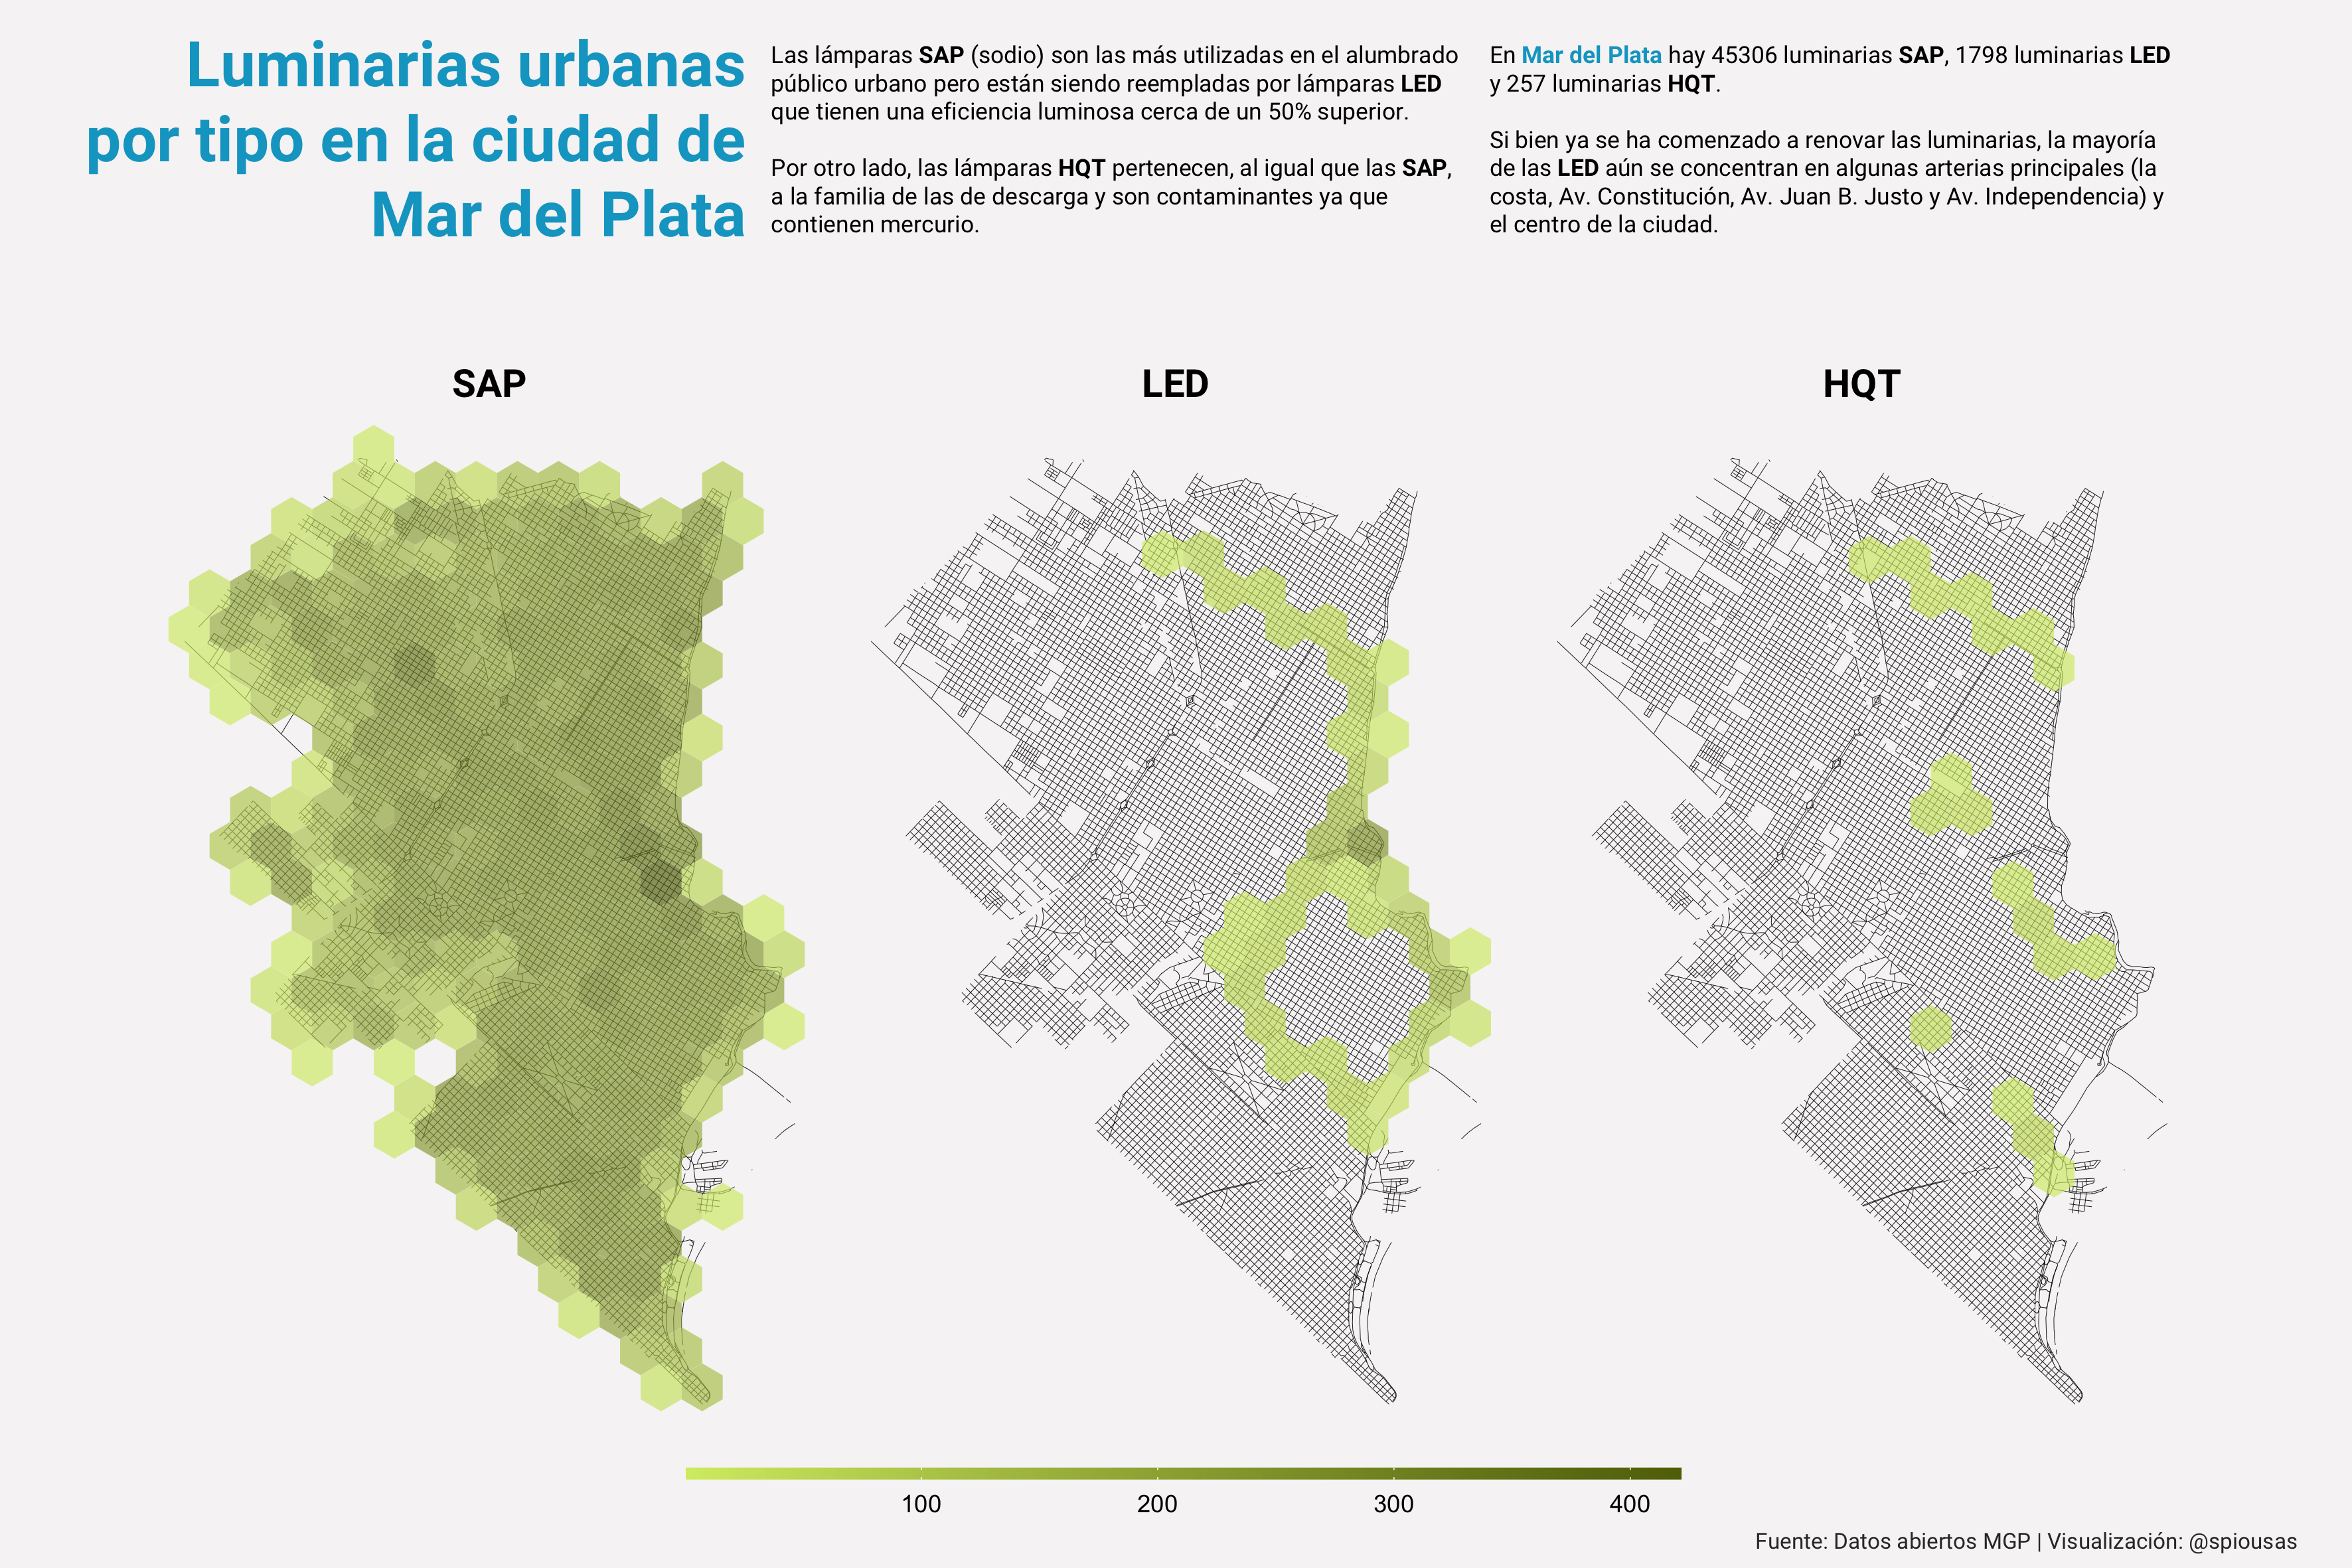 Luminarias urbanas
por tipo en la ciudad de
Mar del Plata
Las lámparas SAP (sodio) son las más utilizadas en el alumbrado
público urbano pero están siendo reempladas por lámparas LED
que tienen una eficiencia luminosa cerca de un 50% superior.
Por otro lado, las lámparas HQT pertenecen, al igual que las SAP,
a la familia de las de descarga y son contaminantes ya que
contienen mercurio.
En Mar del Plata hay 45306 luminarias SAP, 1798 luminarias LED
y 257 luminarias HQT.
Si bien ya se ha comenzado a renovar las luminarias, la mayoría
de las LED aún se concentran en algunas arterias principales (la
costa, Av. Constitución, Av. Juan B. Justo y Av. Independencia) y
el centro de la ciudad.
SAP
LED
HQT
100
200
300
400
Fuente: Datos abiertos MGP | Visualización: @spiousas